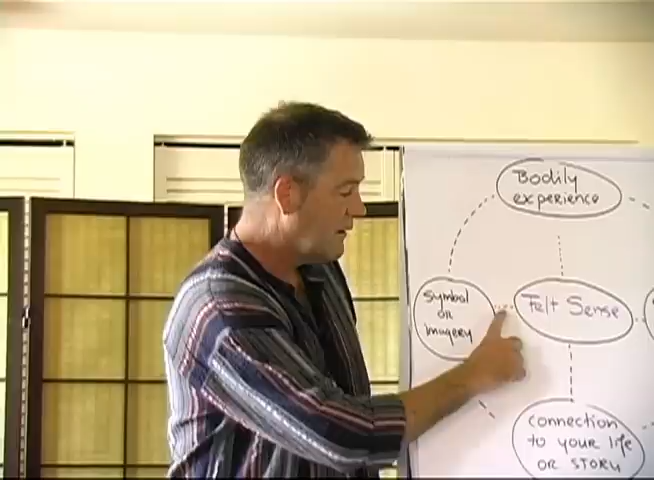 Bodily
experience
Symbol
or
imagery
Felt Sense
connection
to your life
or story